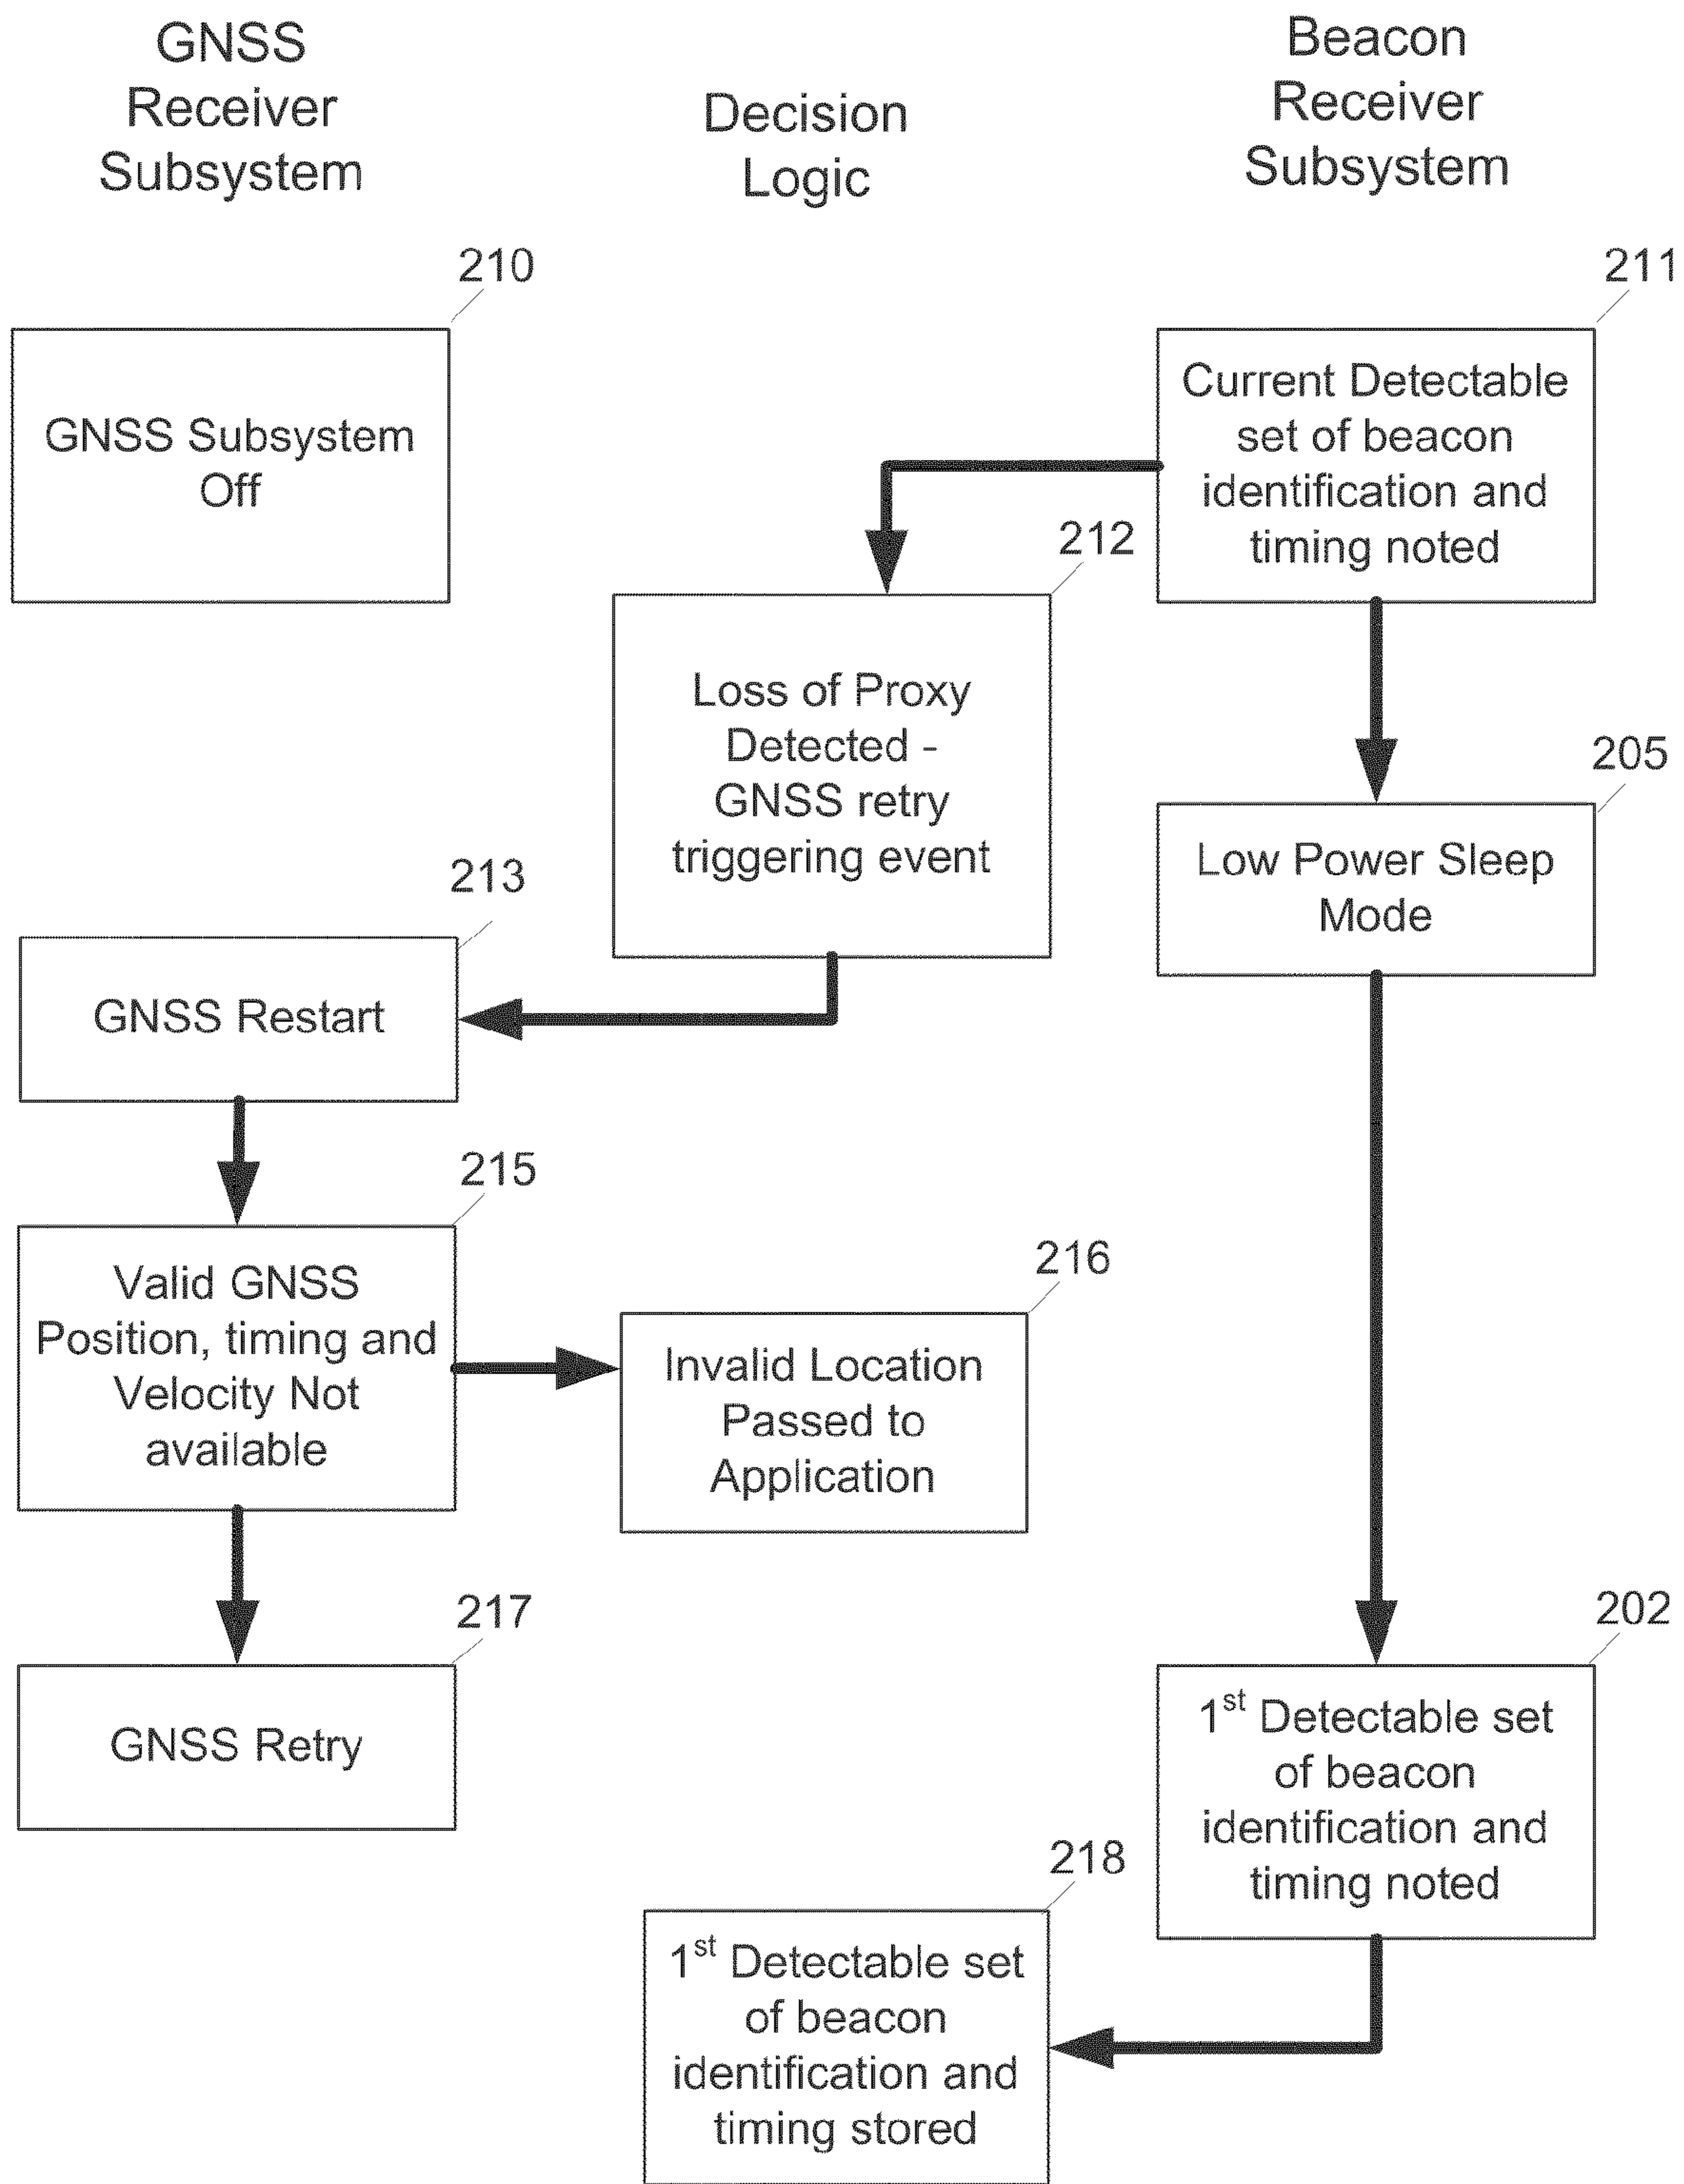 GNSS
Receiver
Subsystem
Decision
Logic
Beacon
Receiver
Subsystem
210
GNSS Subsystem
Off
211
Current Detectable
set of beacon
identification and
timing noted
212
Loss of Proxy
Detected -
GNSS retry
triggering event
205
Low Power Sleep
Mode
213
GNSS Restart
215
Valid GNSS
Position, timing and
Velocity Not
available
216
Invalid Location
Passed to
Application
217
GNSS Retry
202
1st Detectable set
of beacon
identification and
timing noted
218
1st Detectable set
of beacon
identification and
timing stored